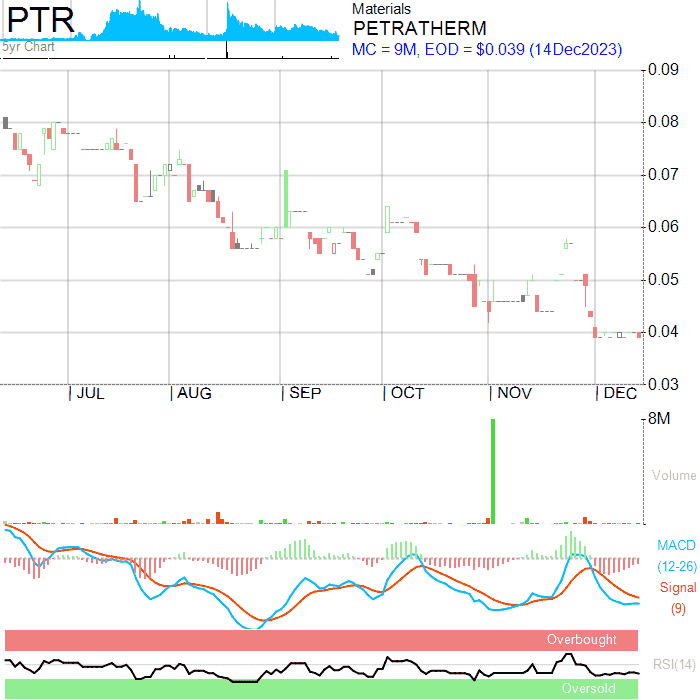 PTR
5yr Chart
Materials
PETRATHERM
MC = 9M, EOD = $0.039 (14Dec2023)
0.09
0.08
0.07
0.06
0.05
0.04
0.03
JUL AUG SEP OCT NOV DEC
8M
Volume
MACD
(12-26)
Signal
(9)
Overbought
RSI(14)
Oversold